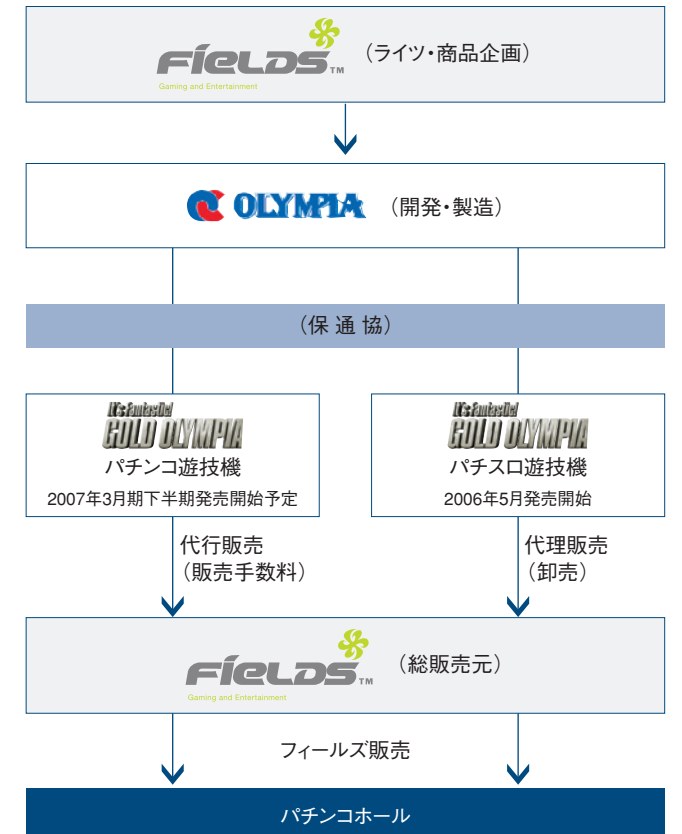 FIELDS™ （ライツ・商品企画）
Gaming and Entertainment
OLYMPIA （開発・製造）
（保 通 協）
It's Fantastic!
GOLD OLYMPIA
パチンコ遊技機
2007年3月期下半期発売開始予定
It's Fantastic!
GOLD OLYMPIA
パチスロ遊技機
2006年5月発売開始
代行販売
（販売手数料）
代理販売
（卸売）
FIELDS™ （総販売元）
Gaming and Entertainment
フィールズ販売
パチンコホール